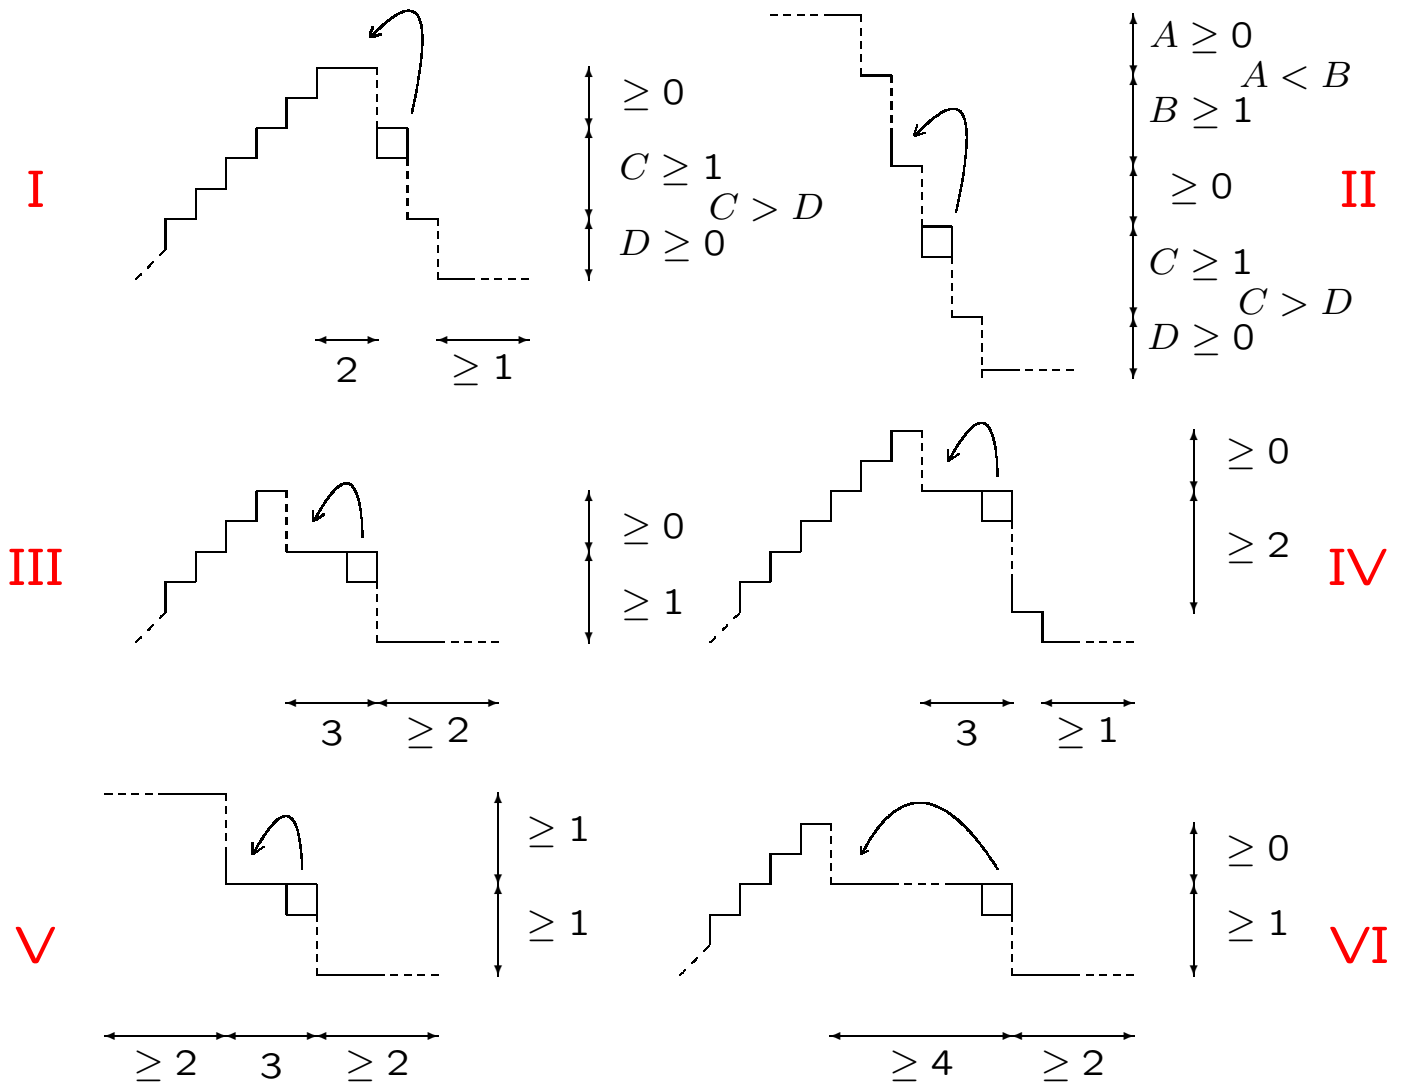 ≥ 0
C ≥ 1
C > D
D ≥ 0
I
2
≥ 1
A ≥ 0
A < B
B ≥ 1
≥ 0
C ≥ 1
C > D
D ≥ 0
II
≥ 0
≥ 1
III
3
≥ 2
≥ 0
≥ 2
IV
3
≥ 1
≥ 1
≥ 1
V
≥ 2
3
≥ 2
≥ 0
≥ 1
VI
≥ 4
≥ 2